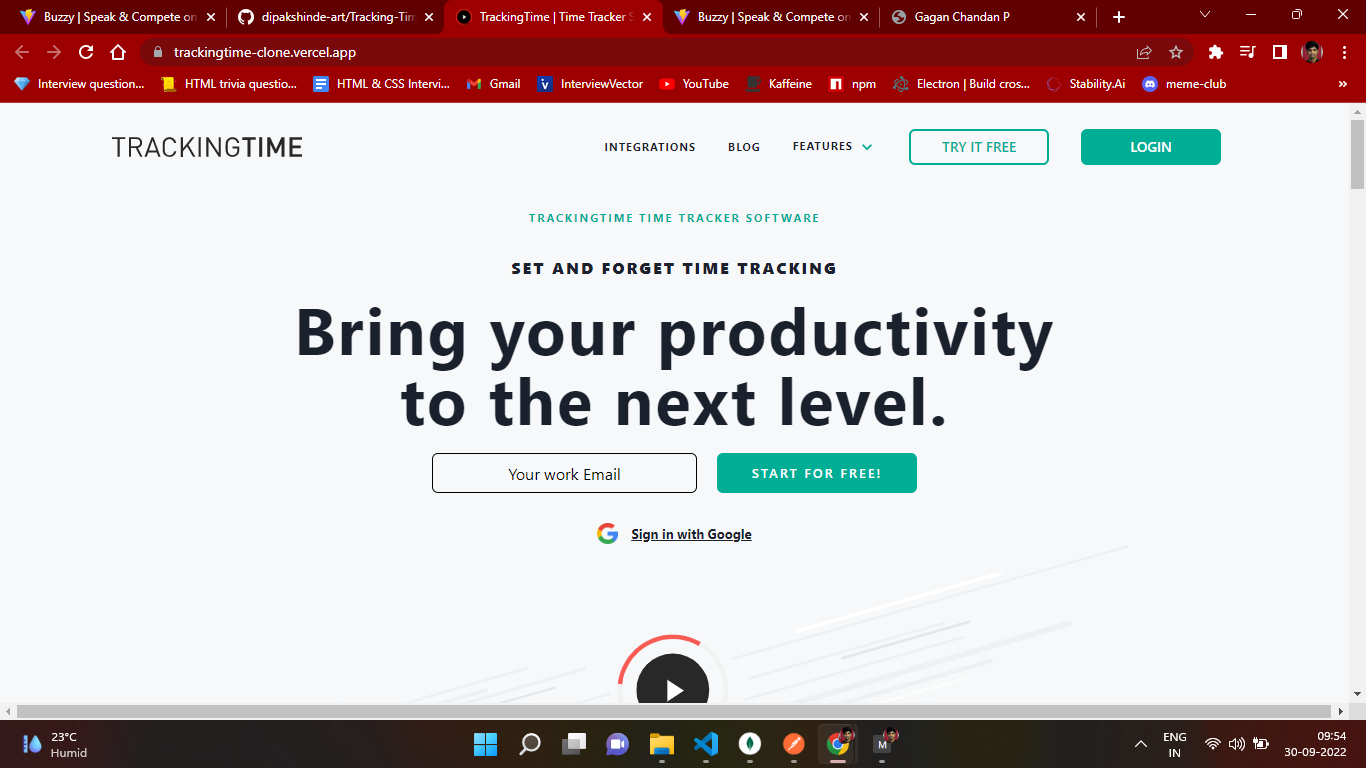 Buzzy | Speak & Compete on
dipakshinde-art/Tracking-Tim
TrackingTime | Time Tracker S
Buzzy | Speak & Compete on
Gagan Chandan P
trackingtime-clone.vercel.app
Interview question...
HTML trivia questio...
HTML & CSS Intervi...
Gmail
InterviewVector
YouTube
Kaffeine
npm
Electron | Build cros...
Stability.Ai
meme-club
TRACKINGTIME
INTEGRATIONS
BLOG
FEATURES
TRY IT FREE
LOGIN
TRACKINGTIME TIME TRACKER SOFTWARE
SET AND FORGET TIME TRACKING
Bring your productivity
to the next level.
Your work Email
START FOR FREE!
Sign in with Google
23°C
Humid
M
ENG
IN
09:54
30-09-2022